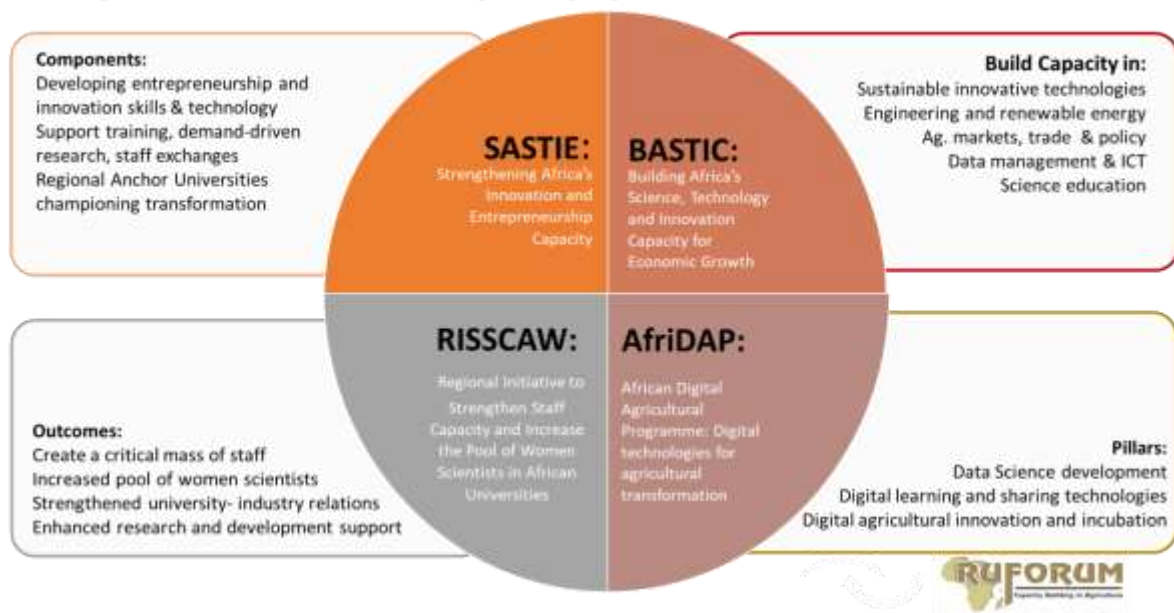 Components:
Developing entrepreneurship and
innovation skills & technology
Support training, demand-driven
research, staff exchanges
Regional Anchor Universities
championing transformation
SASTIE:
Strengthening Africa's
Innovation and
Entrepreneurship
Capacity
BASTIC:
Building Africa's
Science, Technology
and Innovation
Capacity for
Economic Growth
Build Capacity in:
Sustainable innovative technologies
Engineering and renewable energy
Ag. markets, trade & policy
Data management & ICT
Science education
Outcomes:
Create a critical mass of staff
Increased pool of women scientists
Strengthened university- industry relations
Enhanced research and development support
RISSCAW:
Regional Initiative to
Strengthen Staff
Capacity and Increase
the Pool of Women
Scientists in African
Universities
AfriDAP:
African Digital
Agricultural
Programme: Digital
technologies for
agricultural
transformation
Pillars:
Data Science development
Digital learning and sharing technologies
Digital agricultural innovation and incubation
RUFORUM
Capacity Building in Agriculture